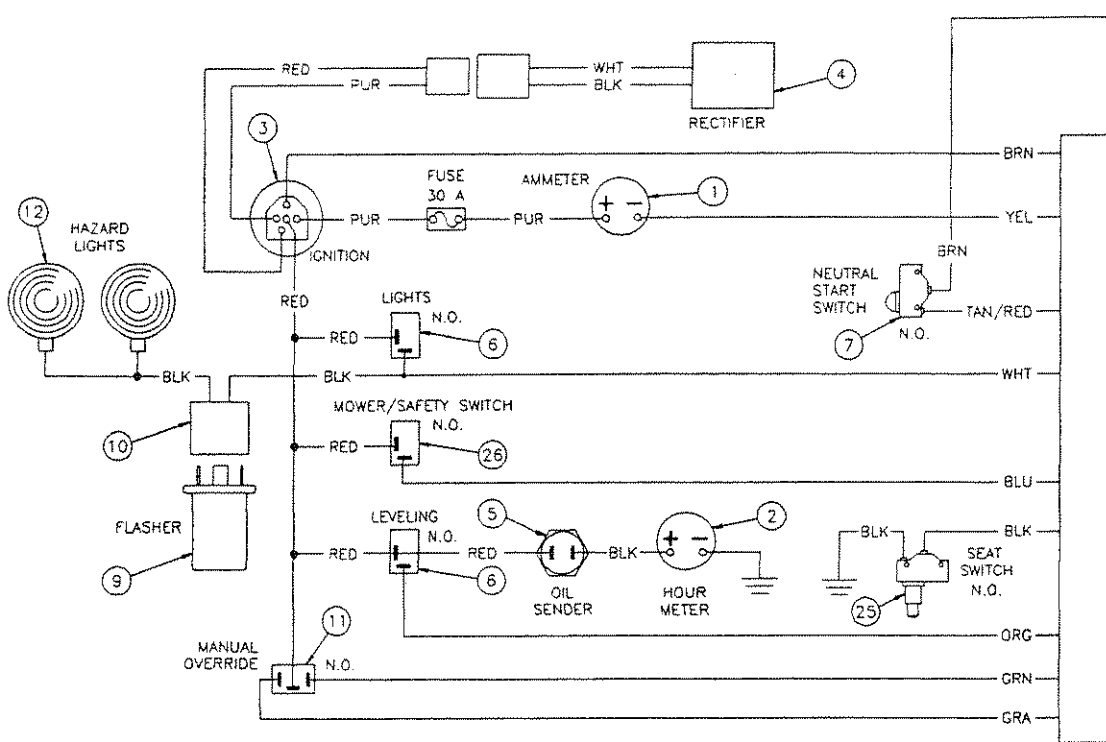 RED
WHT
PUR
BLK
4
RECTIFIER
3
BRN
FUSE
30 A
AMMETER
1
12
HAZARD
LIGHTS
PUR
PUR
YEL
IGNITION
BRN
NEUTRAL
START
SWITCH
RED
LIGHTS
N.O.
TAN/RED
7
N.O.
RED
6
BLK
BLK
WHT
MOWER/SAFETY SWITCH
N.O.
10
RED
26
BLU
5
2
LEVELING
N.O.
FLASHER
RED
RED
BLK
BLK
BLK
9
6
OIL
SENDER
HOUR
METER
SEAT
SWITCH
N.O.
25
11
ORG
MANUAL
OVERRIDE
N.O.
GRN
GRA